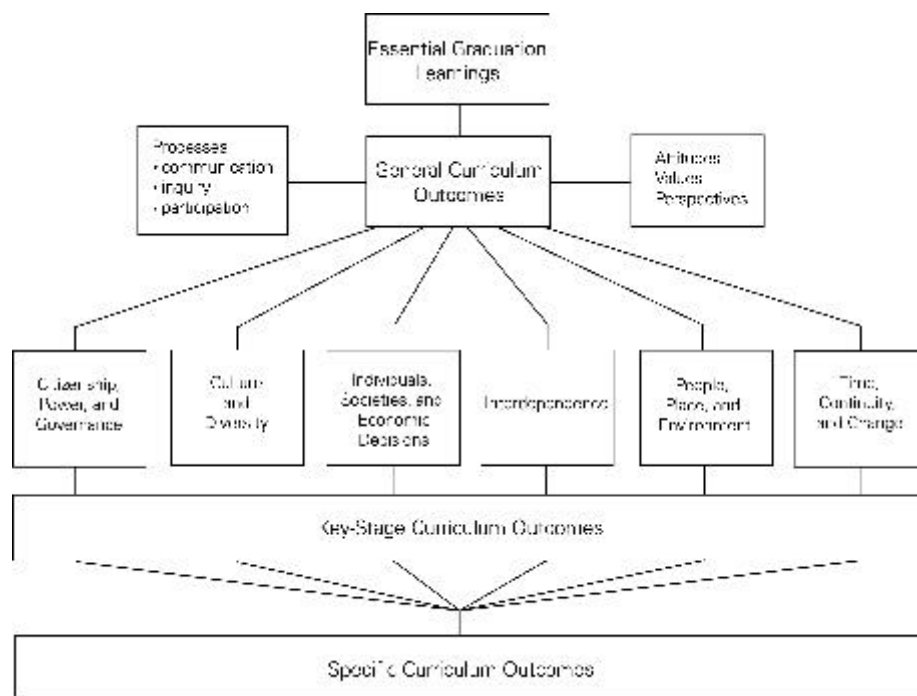 Essential Graduation
Learnings
Processes
• communication
• inquiry
• participation
General Curriculum
Outcomes
Attitudes
Values
Perspectives
Citizenship,
Power, and
Governance
Culture
and
Diversity
Individuals,
Societies, and
Economic
Decisions
Interdependence
People,
Place, and
Environment
Time,
Continuity,
and Change
Key-Stage Curriculum Outcomes
Specific Curriculum Outcomes